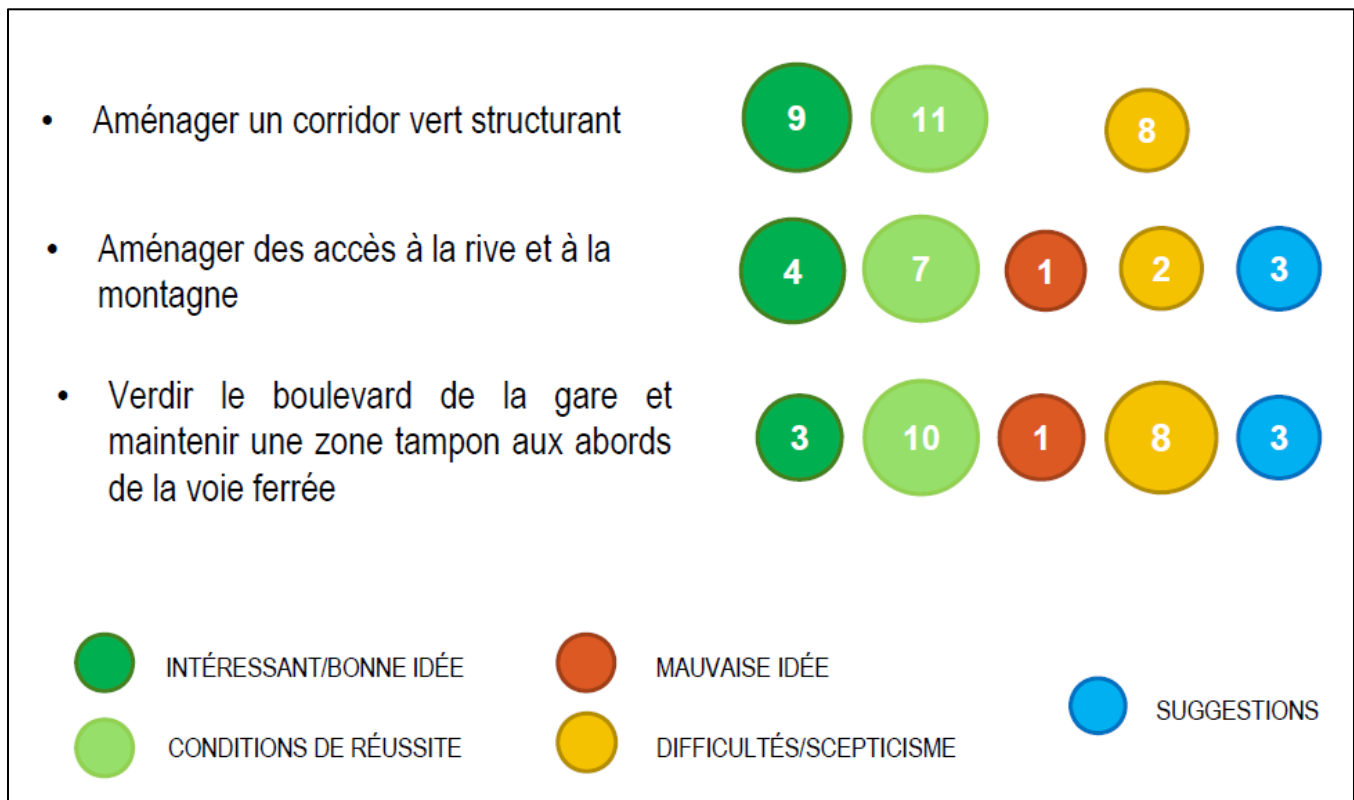 • Aménager un corridor vert structurant
9 11 8
• Aménager des accès à la rive et à la
montagne
4 7 1 2 3
• Verdir le boulevard de la gare et
maintenir une zone tampon aux abords
de la voie ferrée
3 10 1 8 3
INTÉRESSANT/BONNE IDÉE
MAUVAISE IDÉE
SUGGESTIONS
CONDITIONS DE RÉUSSITE
DIFFICULTÉS/SCEPTICISME